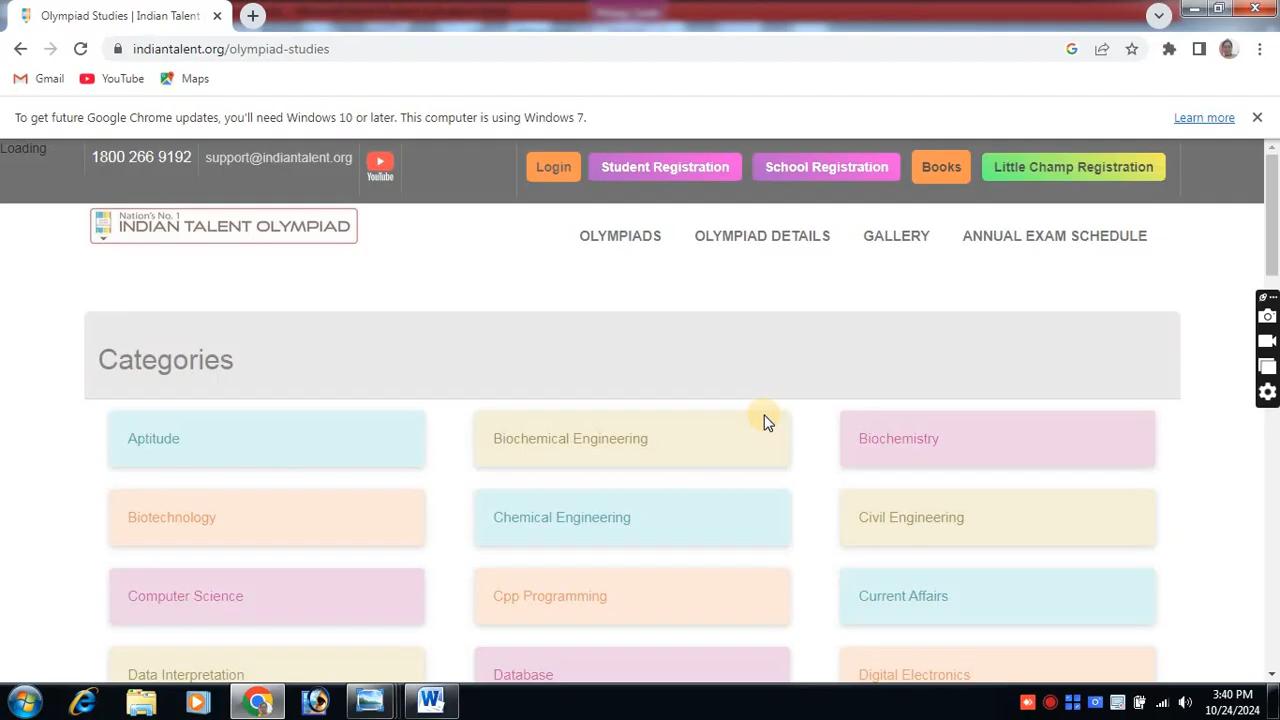 Olympiad Studies | Indian Talent
indiantalent.org/olympiad-studies
Gmail YouTube Maps
To get future Google Chrome updates, you'll need Windows 10 or later. This computer is using Windows 7. Learn more
Loading
1800 266 9192 support@indiantalent.org YouTube Login Student Registration School Registration Books Little Champ Registration
Nation's No. 1
INDIAN TALENT OLYMPIAD
OLYMPIADS OLYMPIAD DETAILS GALLERY ANNUAL EXAM SCHEDULE
Categories
Aptitude Biochemical Engineering Biochemistry
Biotechnology Chemical Engineering Civil Engineering
Computer Science Cpp Programming Current Affairs
Data Interpretation Database Digital Electronics
3:40 PM
10/24/2024